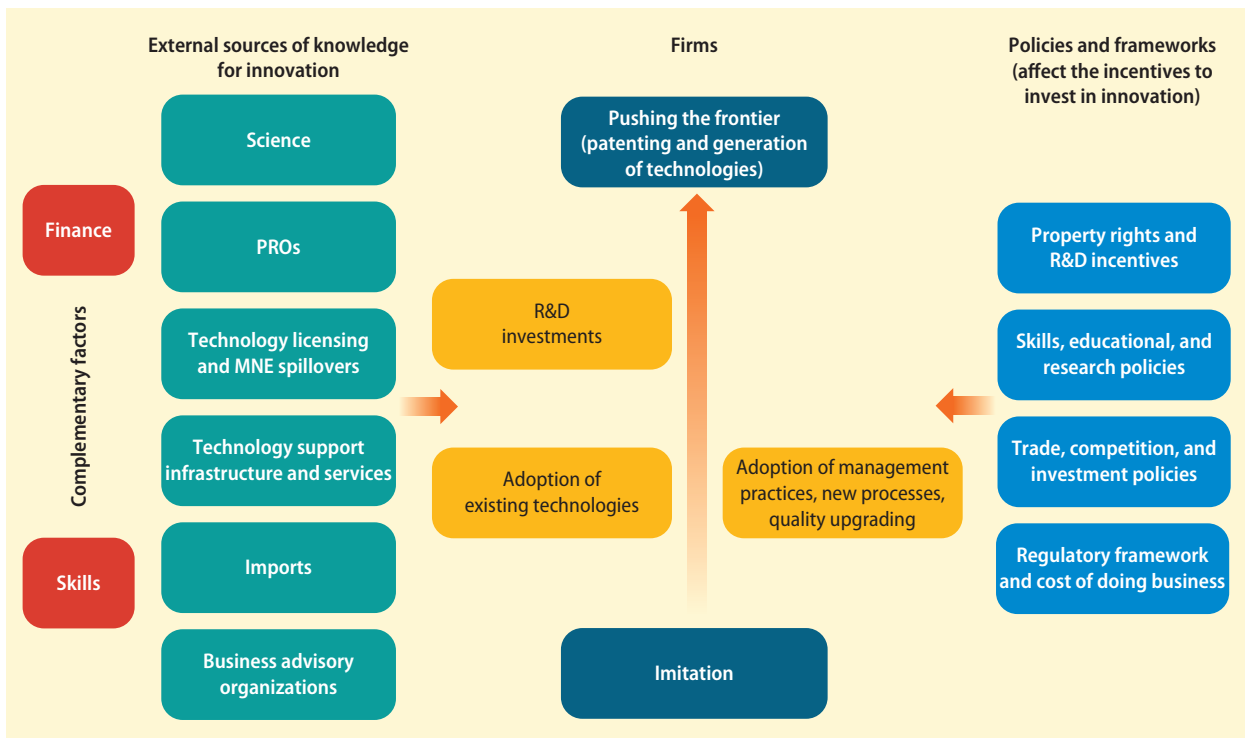 External sources of knowledge
for innovation
Firms
Policies and frameworks
(affect the incentives to
invest in innovation)
Complementary factors
Finance
Skills
Science
PROs
Technology licensing
and MNE spillovers
Technology support
infrastructure and services
Imports
Business advisory
organizations
Pushing the frontier
(patenting and generation
of technologies)
R&D
investments
Adoption of
existing technologies
Adoption of management
practices, new processes,
quality upgrading
Imitation
Property rights and
R&D incentives
Skills, educational, and
research policies
Trade, competition, and
investment policies
Regulatory framework
and cost of doing business